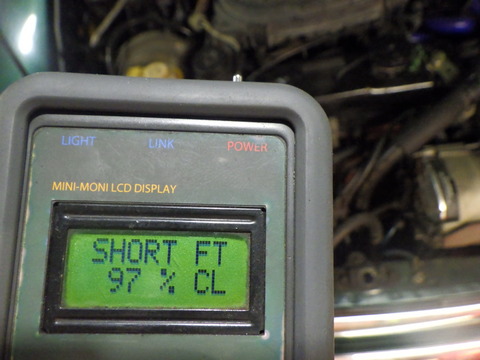 LIGHT LINK POWER
MINI-MONI LCD DISPLAY
SHORT FT
97 % CL